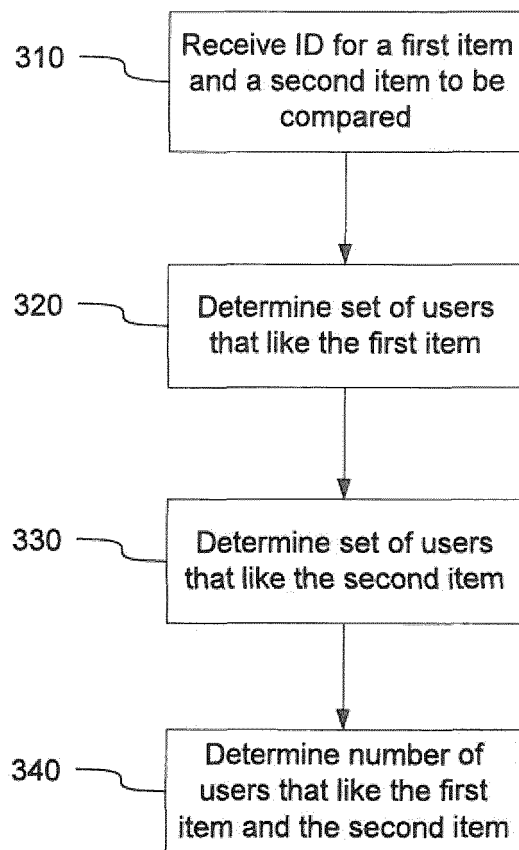 310
Receive ID for a first item
and a second item to be
compared
320
Determine set of users
that like the first item
330
Determine set of users
that like the second item
340
Determine number of
users that like the first
item and the second item